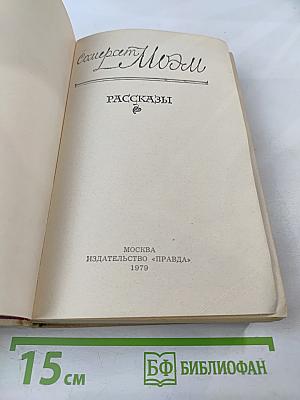 Сомерсет Моэм
РАССКАЗЫ
МОСКВА
ИЗДАТЕЛЬСТВО «ПРАВДА»
1979
15 см
БФ БИБЛИОФАН